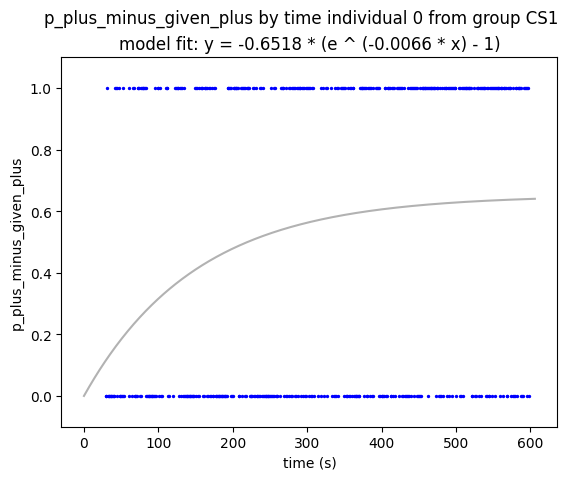 p_plus_minus_given_plus by time individual 0 from group CS1
model fit: y = -0.6518 * (e ^ (-0.0066 * x) - 1)
1.0
0.8
0.6
0.4
0.2
0.0
p_plus_minus_given_plus
0 100 200 300 400 500 600
time (s)